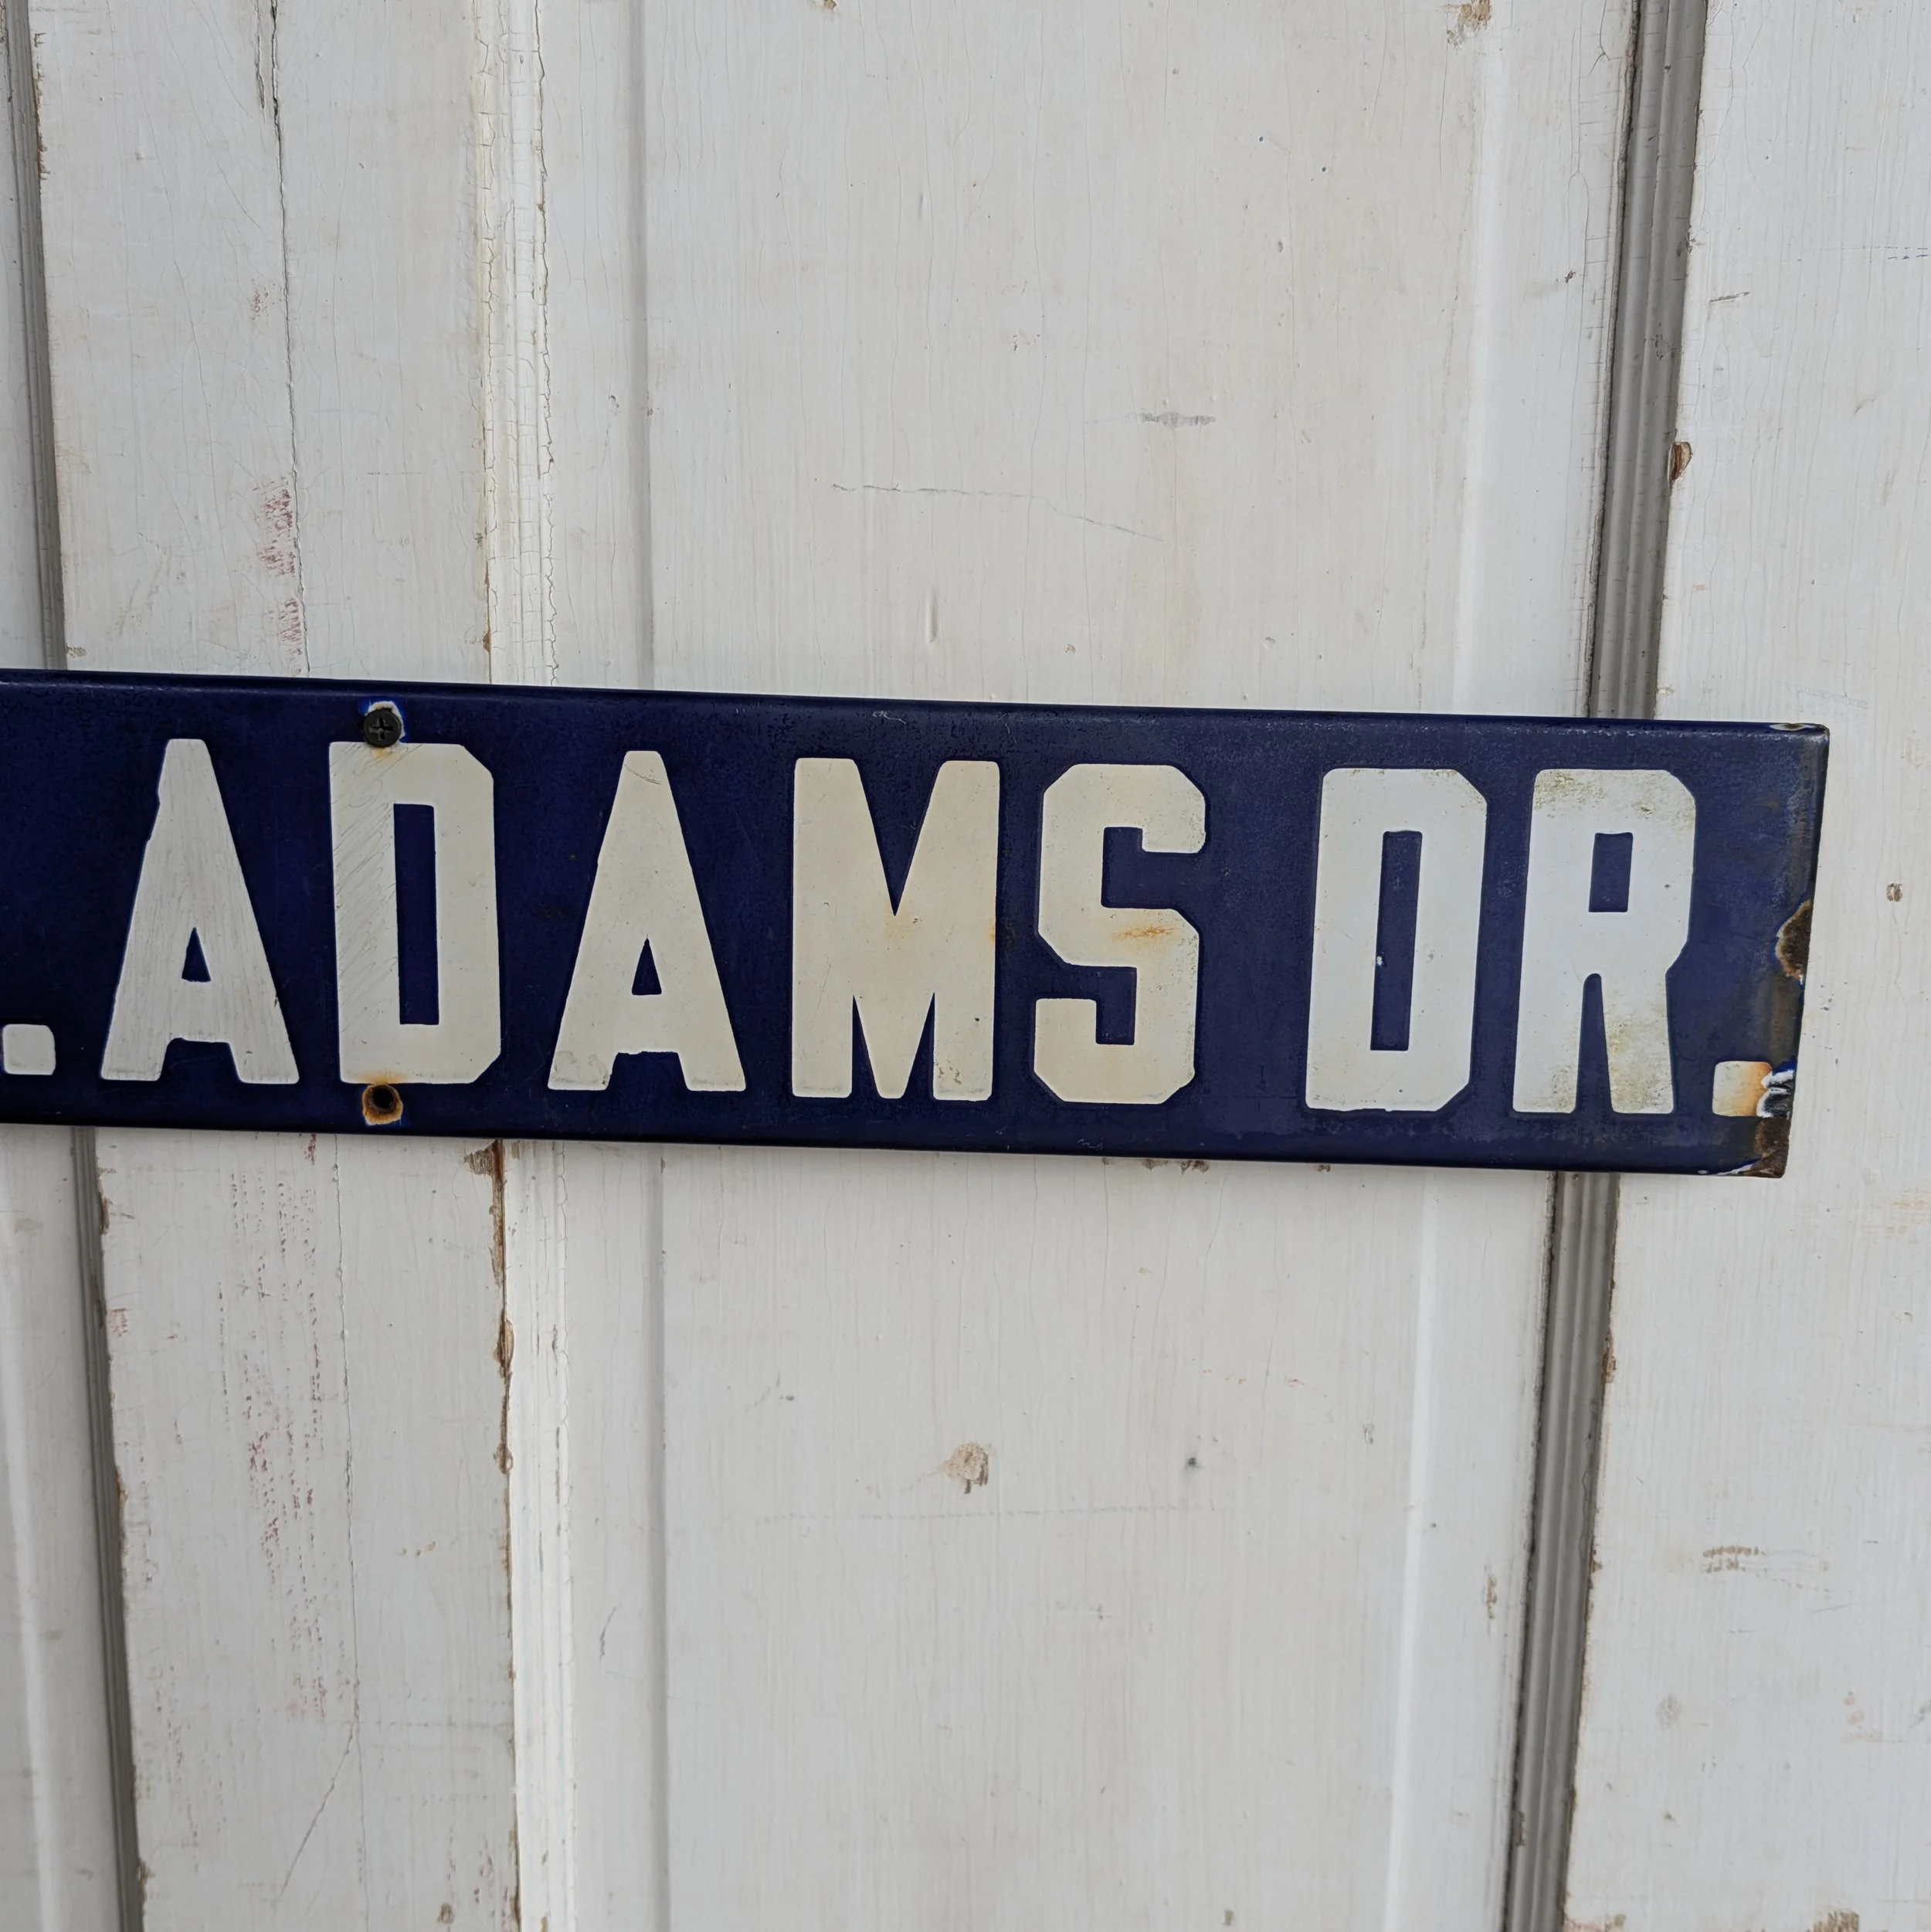 . ADAMS DR.